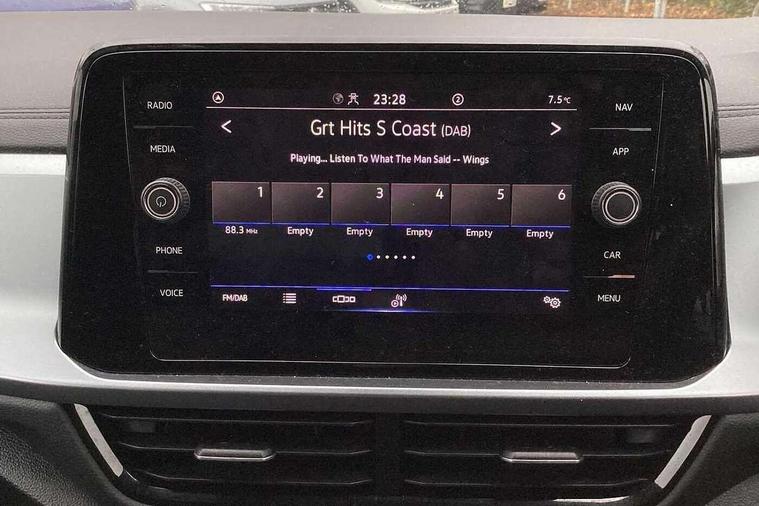 RADIO
MEDIA
PHONE
VOICE
23:28
2
7.5°C
Grt Hits S Coast (DAB)
Playing... Listen To What The Man Said -- Wings
1 2 3 4 5 6
88.3 MHz Empty Empty Empty Empty Empty
FM/DAB
NAV
APP
CAR
MENU